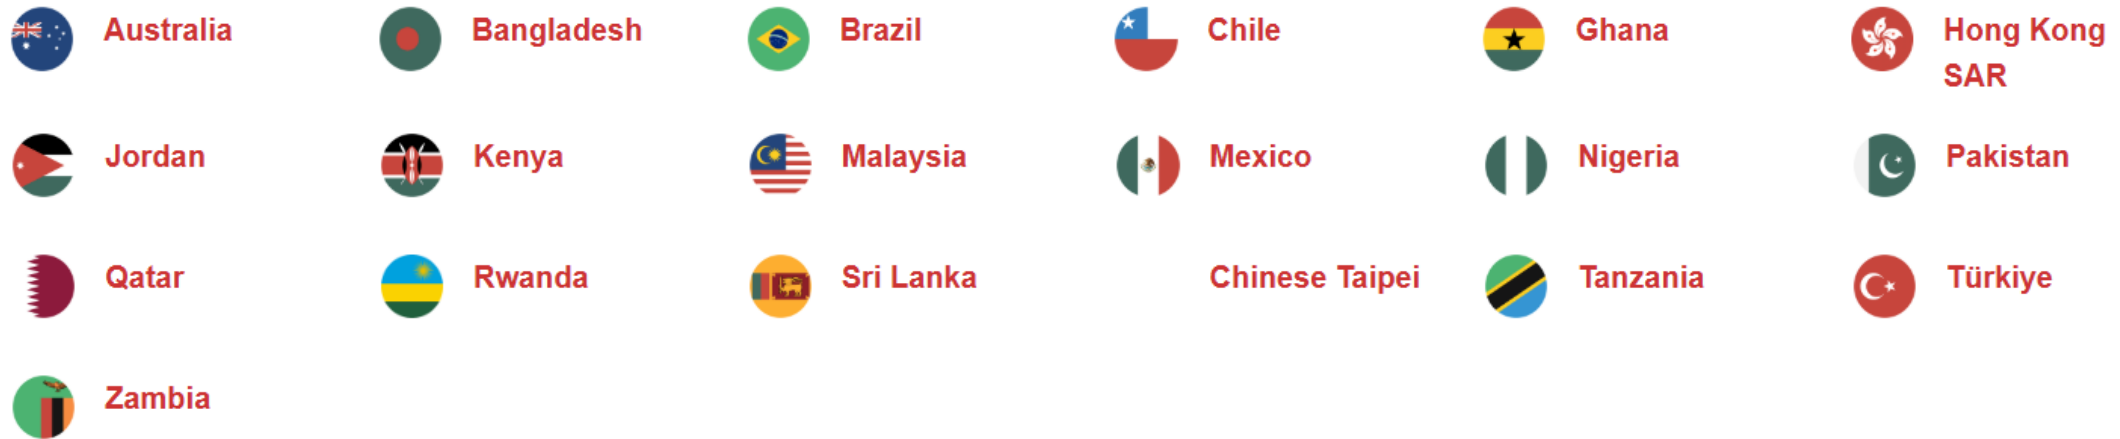 Australia
Bangladesh
Brazil
Chile
Ghana
Hong Kong
SAR
Jordan
Kenya
Malaysia
Mexico
Nigeria
Pakistan
Qatar
Rwanda
Sri Lanka
Chinese Taipei
Tanzania
Türkiye
Zambia